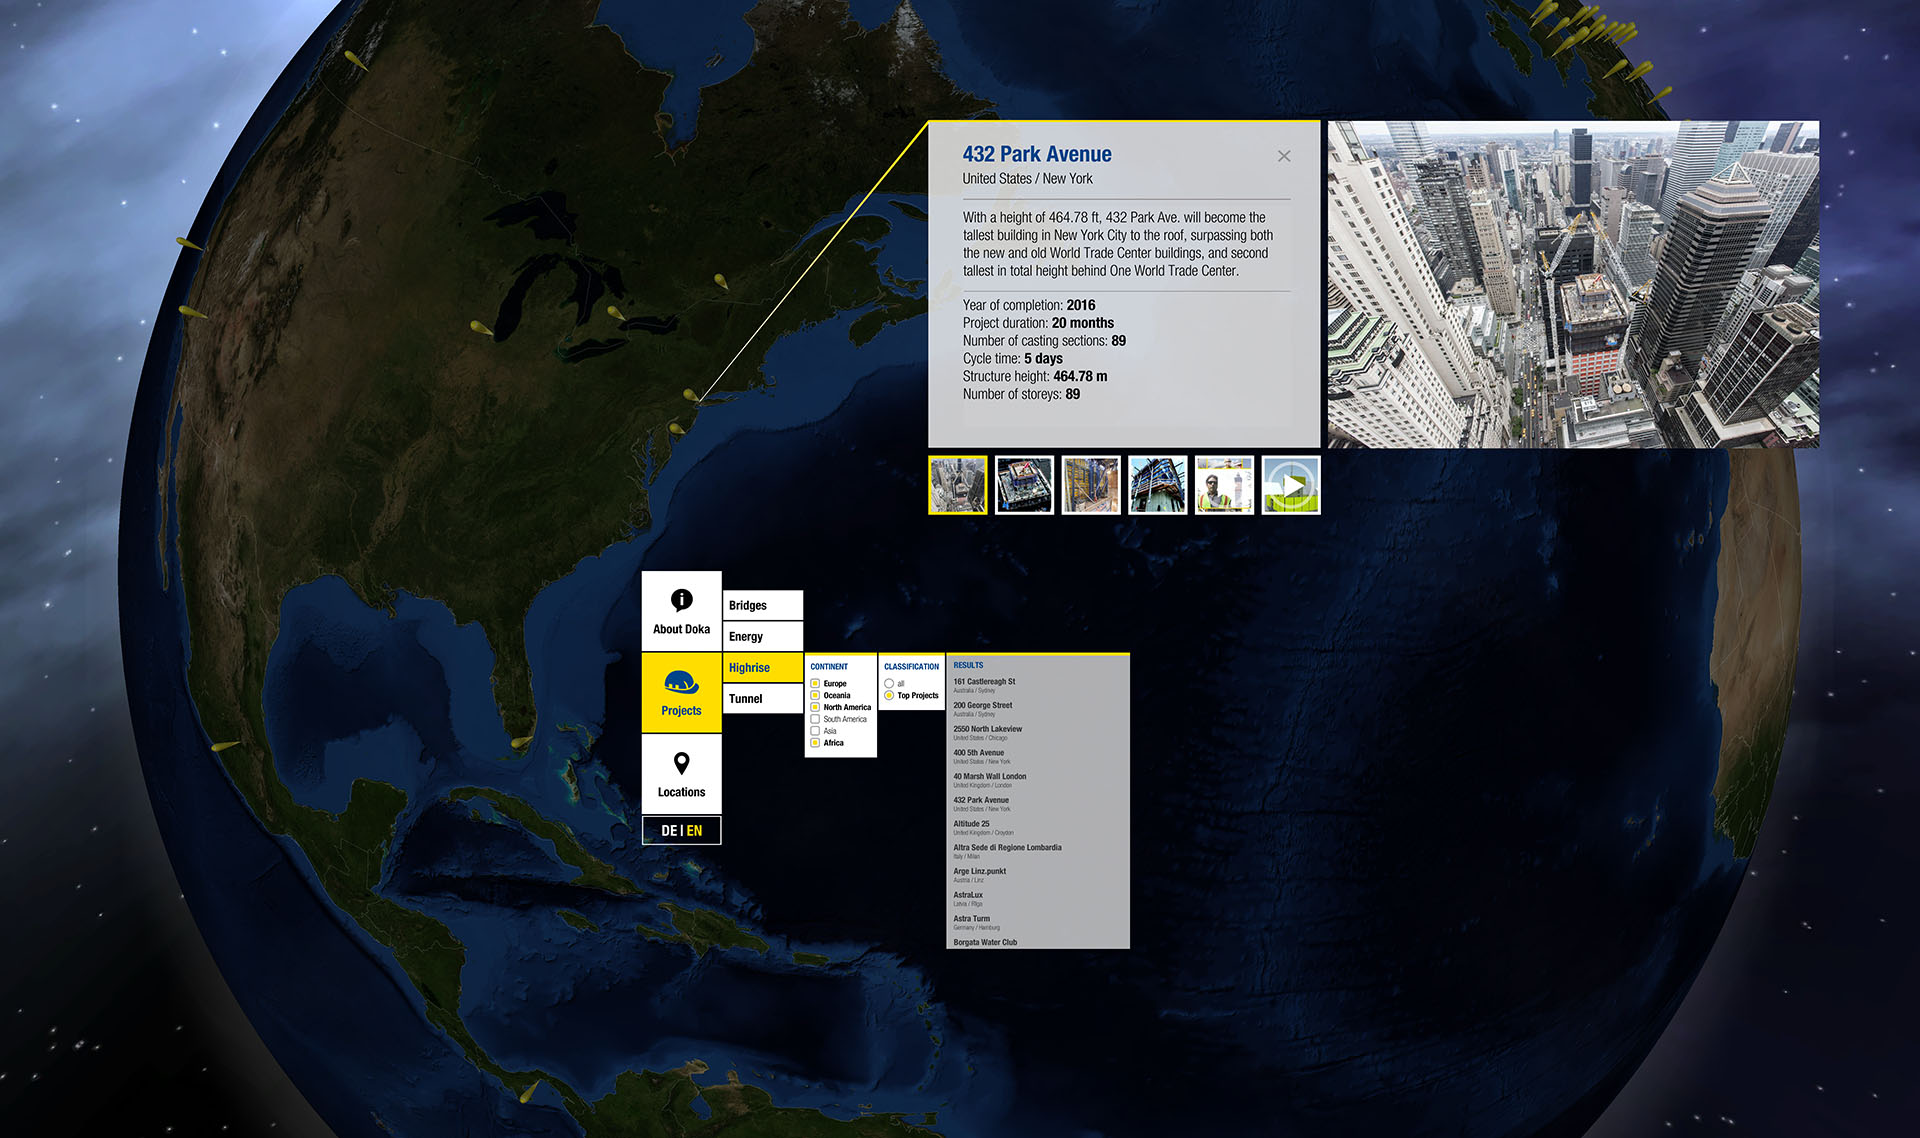 432 Park Avenue
United States / New York
With a height of 464.78 ft, 432 Park Ave. will become the
tallest building in New York City to the roof, surpassing both
the new and old World Trade Center buildings, and second
tallest in total height behind One World Trade Center.
Year of completion: 2016
Project duration: 20 months
Number of casting sections: 89
Cycle time: 5 days
Structure height: 464.78 m
Number of storeys: 89
About Doka
Projects
Locations
DE | EN
Bridges
Energy
Highrise
Tunnel
CONTINENT
Europe
Oceania
North America
South America
Asia
Africa
CLASSIFICATION
all
Top Projects
RESULTS
161 Castlereagh St
Australia / Sydney
200 George Street
Australia / Sydney
2550 North Lakeview
United States / Chicago
400 5th Avenue
United States / New York
40 Marsh Wall London
United Kingdom / London
432 Park Avenue
United States / New York
Altitude 25
United Kingdom / Croydon
Altra Sede di Regione Lombardia
Italy / Milan
Arge Linz.punkt
Austria / Linz
AstraLux
Latvia / Rīga
Astra Turm
Germany / Hamburg
Borgata Water Club